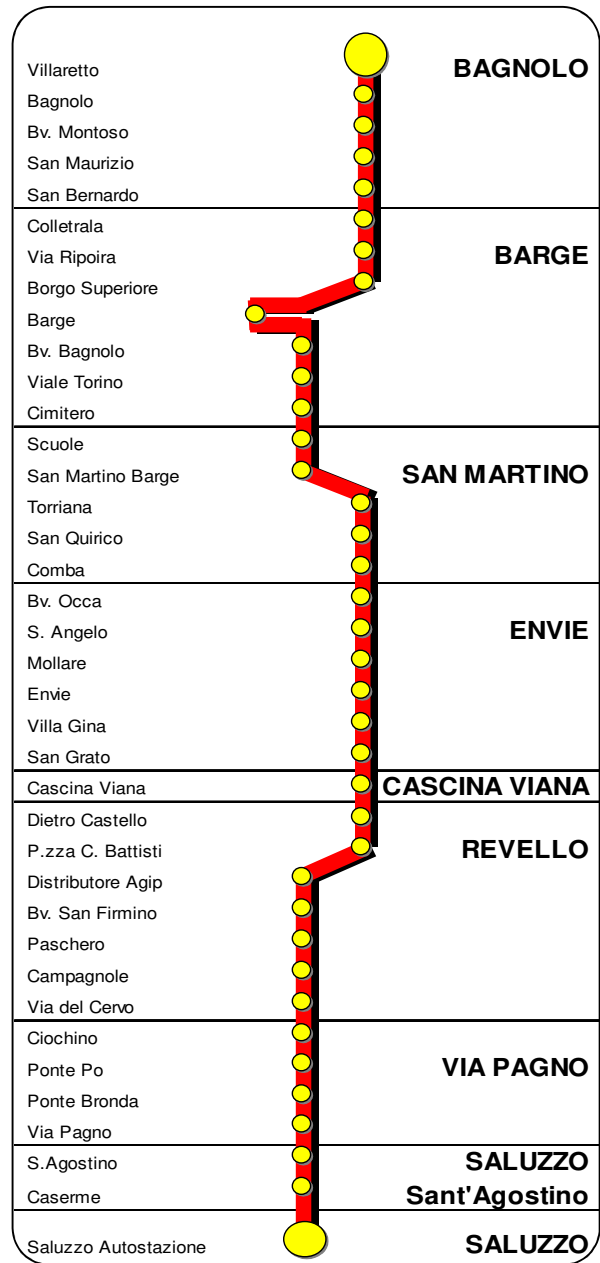 Villaretto
BAGNOLO
Bagnolo
Bv. Montoso
San Maurizio
San Bernardo
Colletrala
Via Ripoira
BARGE
Borgo Superiore
Barge
Bv. Bagnolo
Viale Torino
Cimitero
Scuole
San Martino Barge
SAN MARTINO
Torriana
San Quirico
Comba
Bv. Occa
S. Angelo
ENVIE
Mollare
Envie
Villa Gina
San Grato
Cascina Viana
CASCINA VIANA
Dietro Castello
P.zza C. Battisti
REVELLO
Distributore Agip
Bv. San Firmino
Paschero
Campagnole
Via del Cervo
Ciochino
Ponte Po
VIA PAGNO
Ponte Bronda
Via Pagno
S.Agostino
SALUZZO
Caserme
Sant'Agostino
Saluzzo Autostazione
SALUZZO